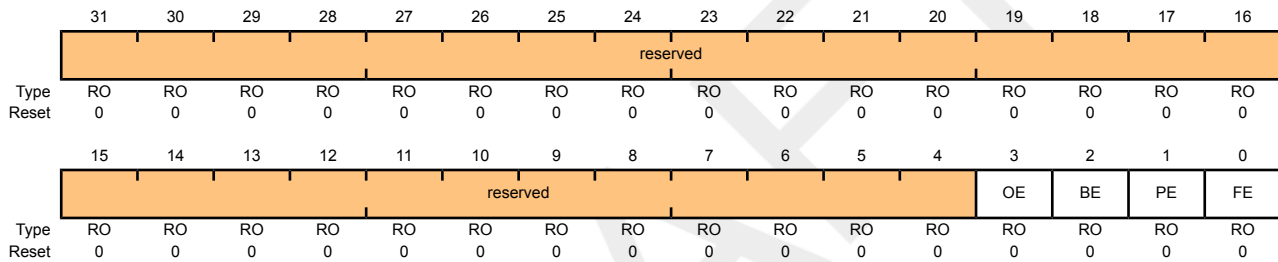 31 30 29 28 27 26 25 24 23 22 21 20 19 18 17 16
reserved
Type RO RO RO RO RO RO RO RO RO RO RO RO RO RO RO RO
Reset 0 0 0 0 0 0 0 0 0 0 0 0 0 0 0 0
15 14 13 12 11 10 9 8 7 6 5 4 3 2 1 0
reserved OE BE PE FE
Type RO RO RO RO RO RO RO RO RO RO RO RO RO RO RO RO
Reset 0 0 0 0 0 0 0 0 0 0 0 0 0 0 0 0